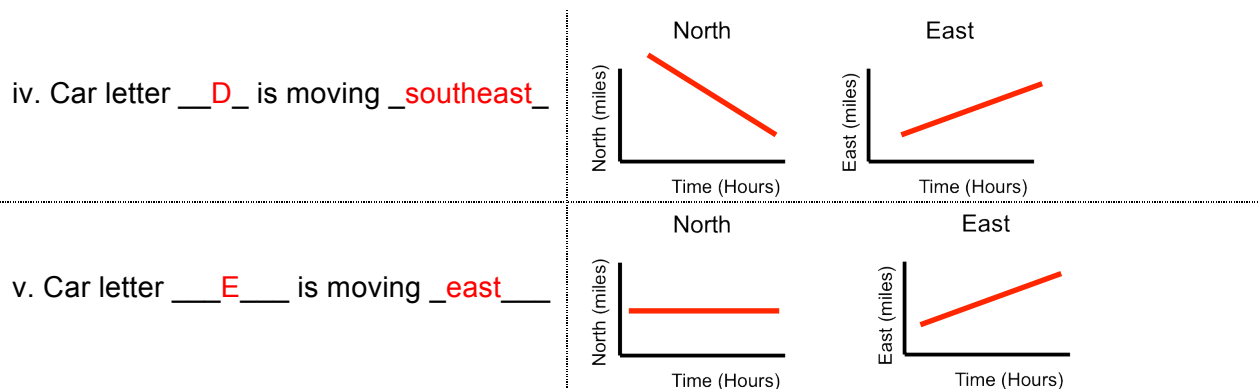 North East
iv. Car letter __D_ is moving _southeast_
North (miles) East (miles)
Time (Hours) Time (Hours)
North East
v. Car letter ___E___ is moving _east___
North (miles) East (miles)
Time (Hours) Time (Hours)